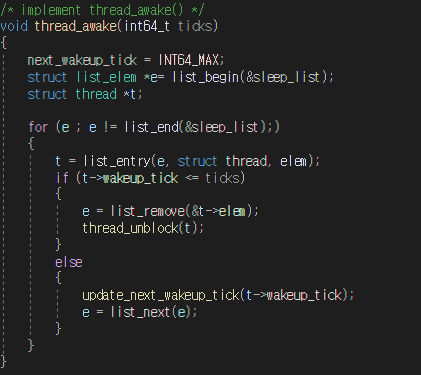 /* implement thread_awake() */
void thread_awake(int64_t ticks)
{
next_wakeup_tick = INT64_MAX;
struct list_elem *e= list_begin(&sleep_list);
struct thread *t;
for (e ; e != list_end(&sleep_list);)
{
t = list_entry(e, struct thread, elem);
if (t->wakeup_tick <= ticks)
{
e = list_remove(&t->elem);
thread_unblock(t);
}
else
{
update_next_wakeup_tick(t->wakeup_tick);
e = list_next(e);
}
}
}